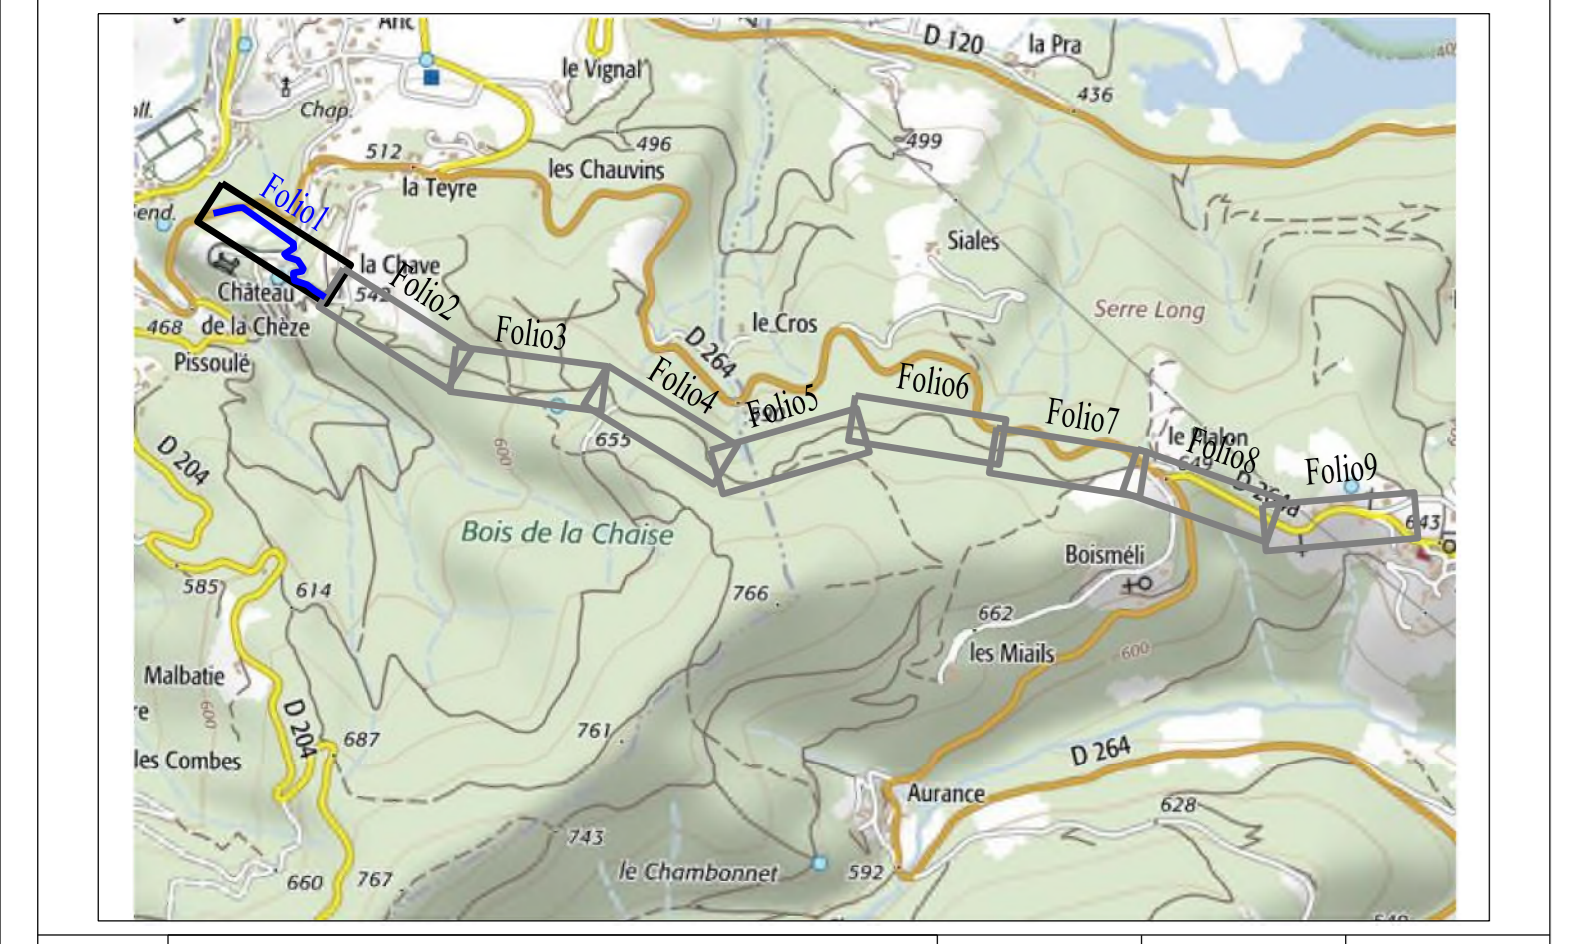 D 120
la Pra
le Vignal
436
Chap.
499
496
512
les Chauvins
la Teyre
Folio1
Siales
la Chave
Folio2
Château
de la Chèze
542
Serre Long
468
Pissoulé
Folio3
le Cros
D 264
Folio4
Folio5
Folio6
Folio7
le Pialon
649
Folio8
Folio9
655
600
D 204
643
Bois de la Chaise
Boisméli
585
614
766
662
les Miails
600
Malbatie
600
D 204
687
761
les Combes
D 264
Aurance
628
743
le Chambonnet
592
660
767